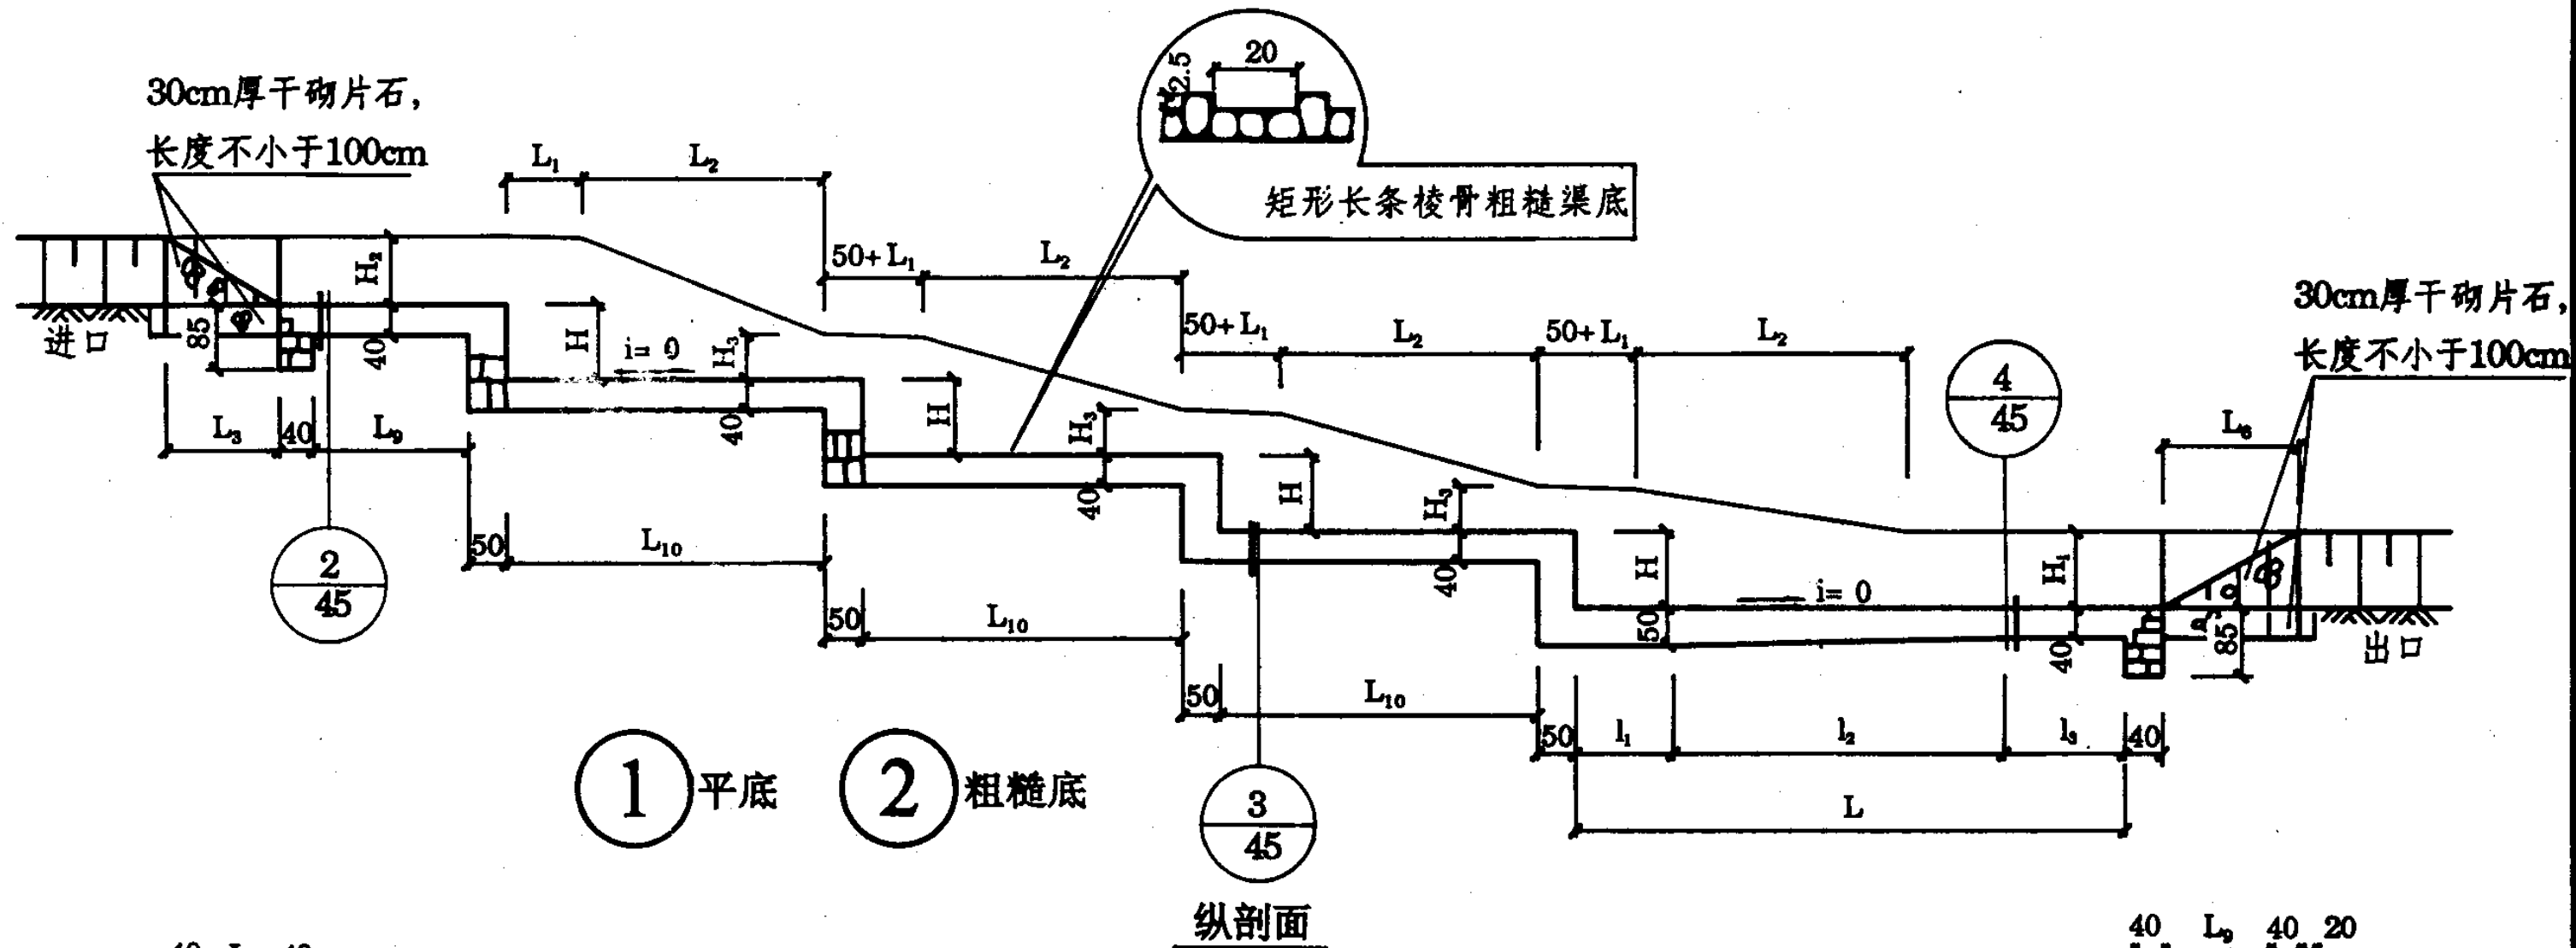 20
2.5
30cm厚干砌片石，
长度不小于100cm
L₁
L₂
矩形长条棱骨粗糙渠底
50+L₁
L₂
H₂
30cm厚干砌片石，
长度不小于100cm
进口
85
40
H
i= 0
H₃
40
50+L₁
L₂
50+L₁
L₂
4
45
L₃
40
L₉
H
H₃
40
L₆
2
45
50
L₁₀
H
H₃
40
H
50
i= 0
H₁
40
85
出口
50
L₁₀
50
L₁₀
50
l₁
l₂
l₃
40
1
平底
2
粗糙底
3
45
L
纵剖面
40
L₉
40
20